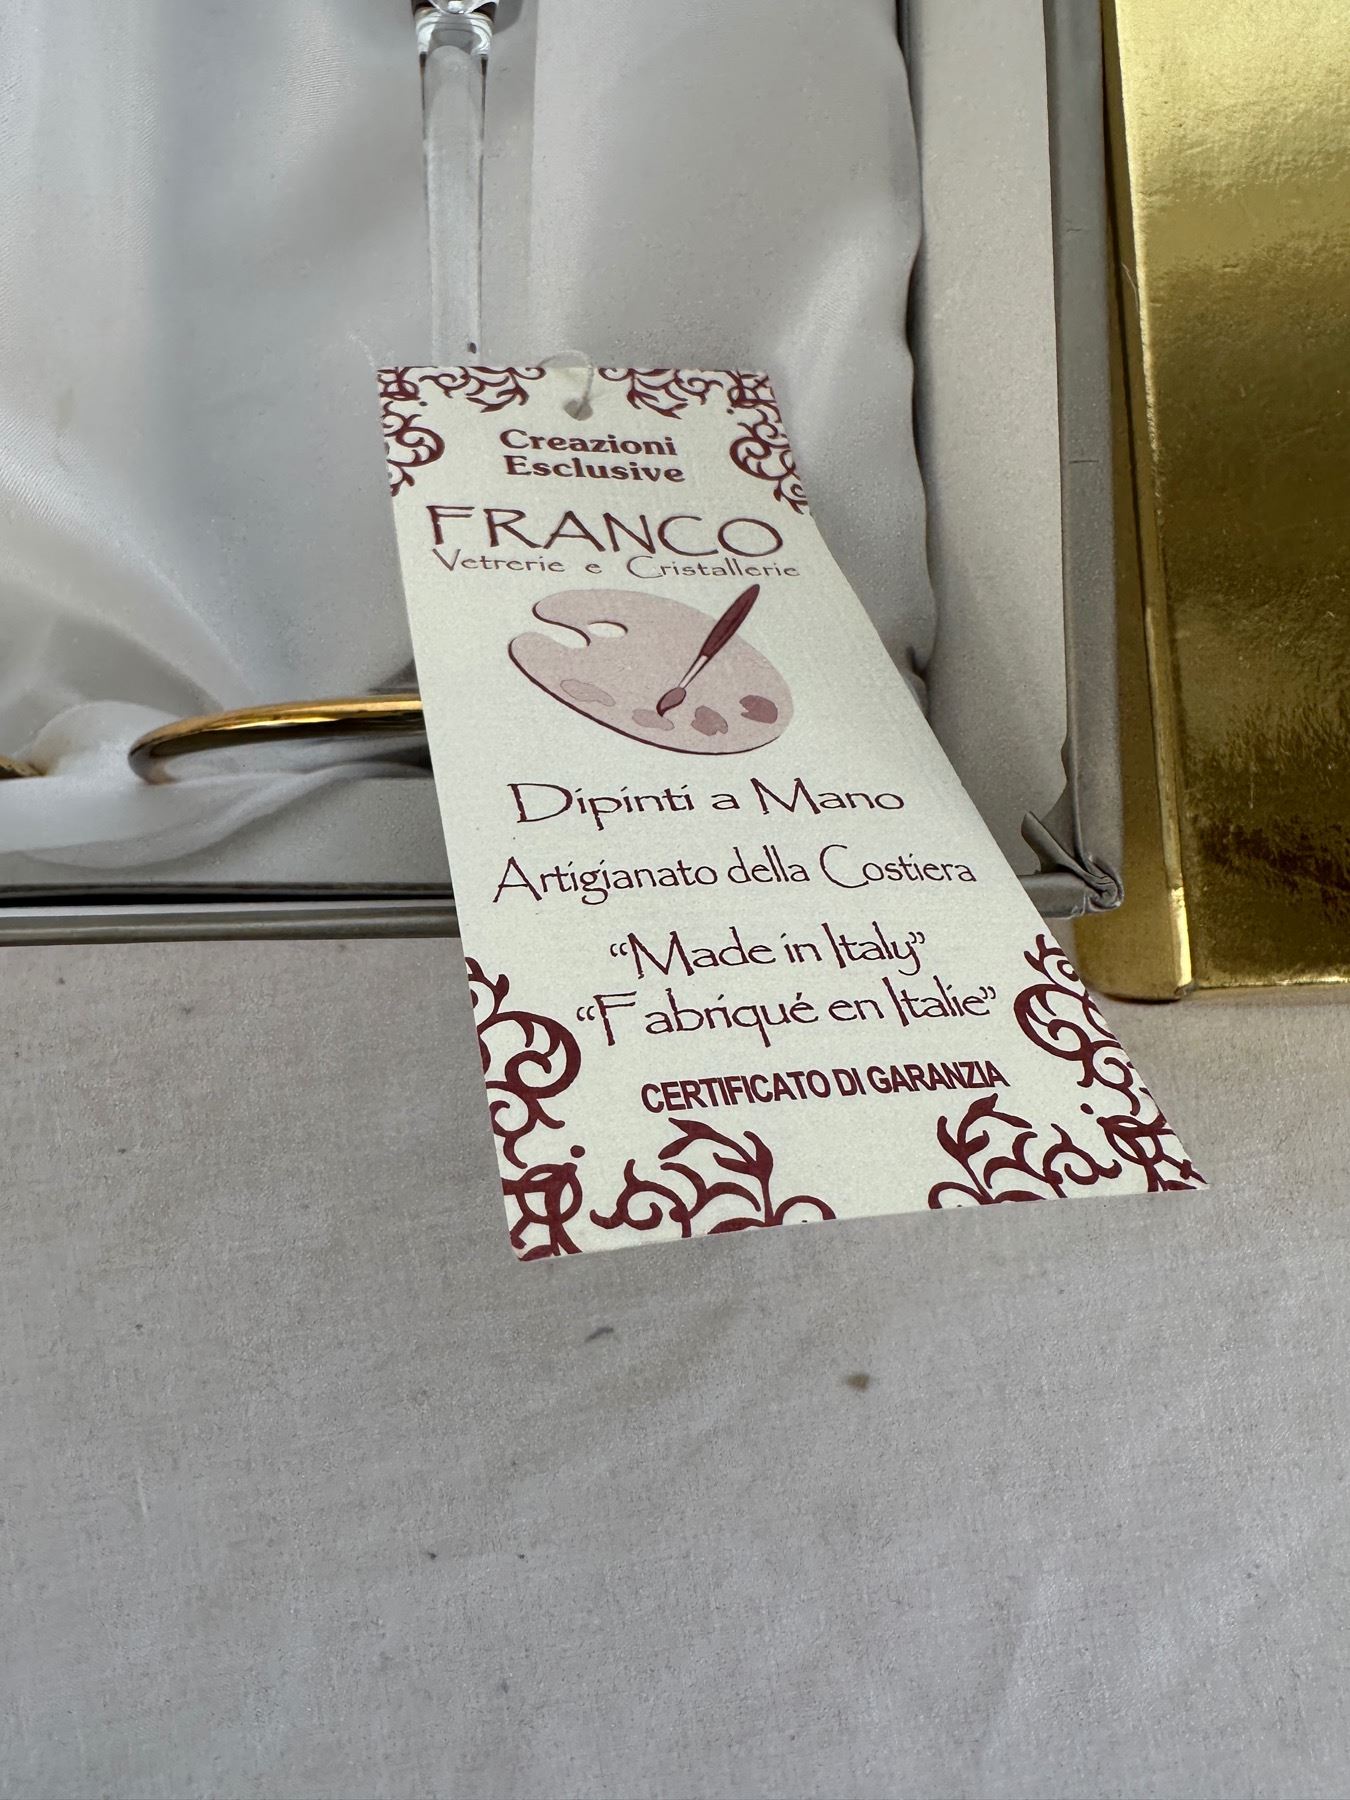 Creazioni
Esclusive
FRANCO
Vetrerie e Cristallerie
Dipinti a Mano
Artigianato della Costiera
“Made in Italy”
“Fabriqué en Italie”
CERTIFICATO DI GARANZIA